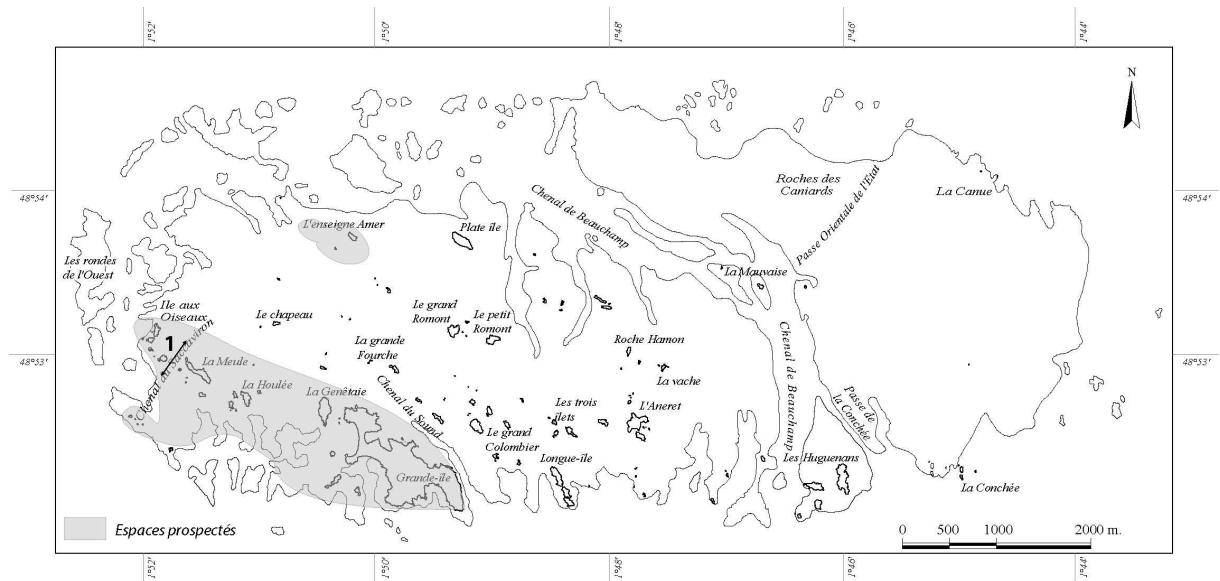 1°52'
1°50'
1°48'
1°46'
1°44'
N
48°54'
48°54'
Roches des
Caniards
La Canue
Passe Orientale de l'Etat
Chenal de Beauchamp
L'enseigne Amer
Plate île
Les rondes
de l'Ouest
La Mauvaise
Ile aux
Oiseaux
Le chapeau
Le grand
Romont
Le petit
Romont
1
La grande
Fourche
Roche Hamon
48°53'
48°53'
La Meule
La vache
Chenal de Beauchamp
La Houlée
La Genêtaie
Chenal du Sound
Les trois
îlets
L'Aneret
Passe de
la Conchée
Le grand
Colombier
Longue-île
Les Huguenans
Grande-île
La Conchée
Espaces prospectés
0 500 1000 2000 m.
1°52'
1°50'
1°48'
1°46'
1°44'